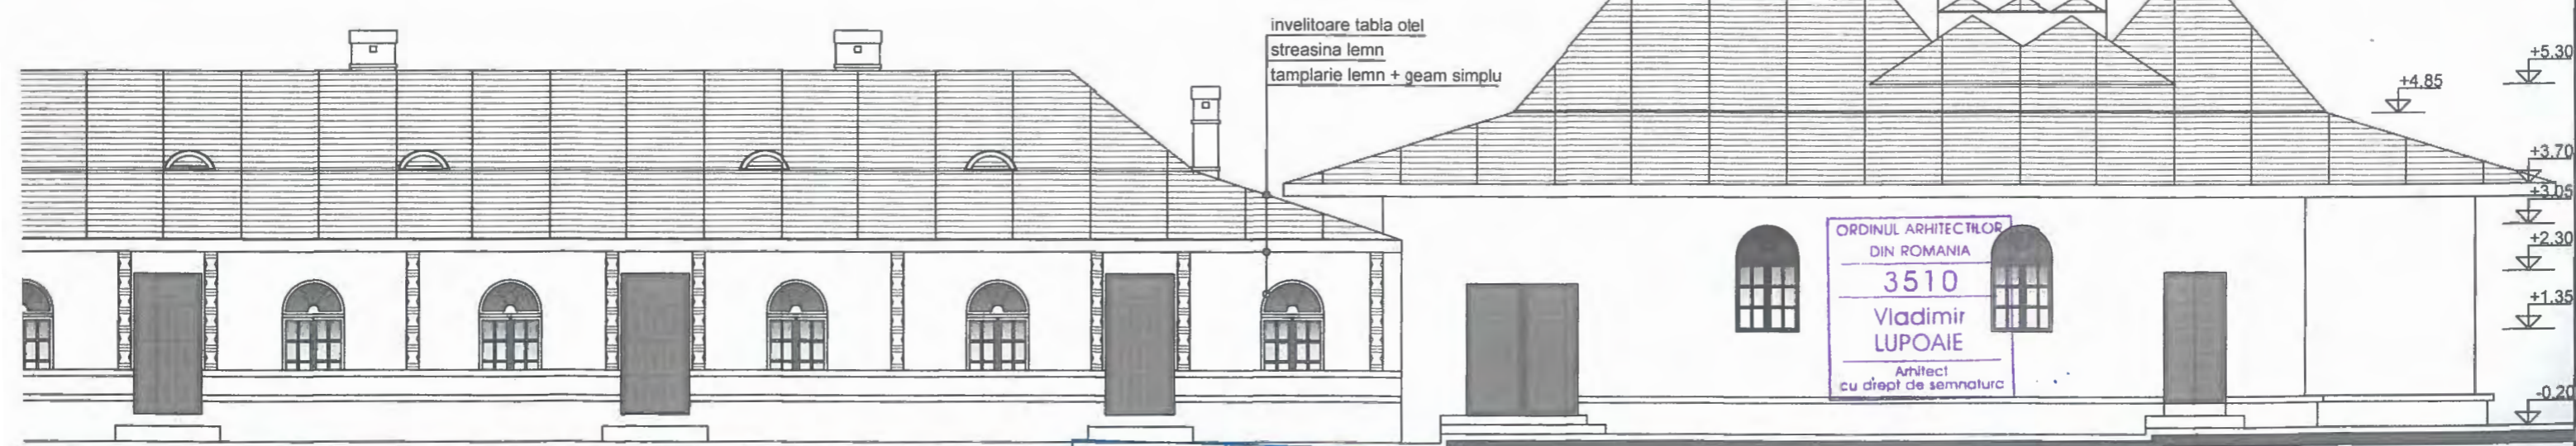 invelitoare tabla otel
streasina lemn
tamplarie lemn + geam simplu
+5.30
+4.85
+3.70
+3.05
+2.30
+1.35
-0.20
ORDINUL ARHITECTILOR
DIN ROMANIA
3510
Vladimir
LUPOAIE
Arhitect
cu drept de semnatura